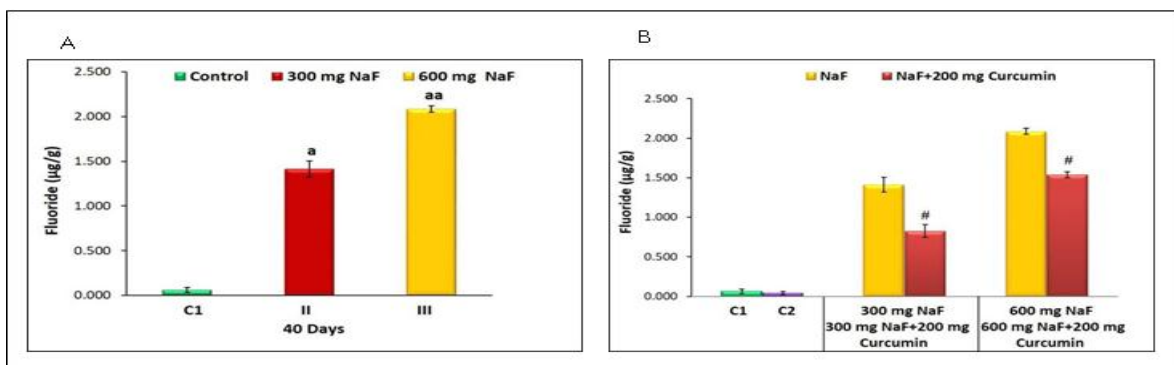 A
Control 300 mg NaF 600 mg NaF
2.500
2.000
1.500
1.000
0.500
0.000
Fluoride (µg/g)
a
aa
C1 II III
40 Days
B
NaF NaF+200 mg Curcumin
2.500
2.000
1.500
1.000
0.500
0.000
Fluoride (µg/g)
#
#
C1 C2
300 mg NaF
300 mg NaF+200 mg
Curcumin
600 mg NaF
600 mg NaF+200 mg
Curcumin